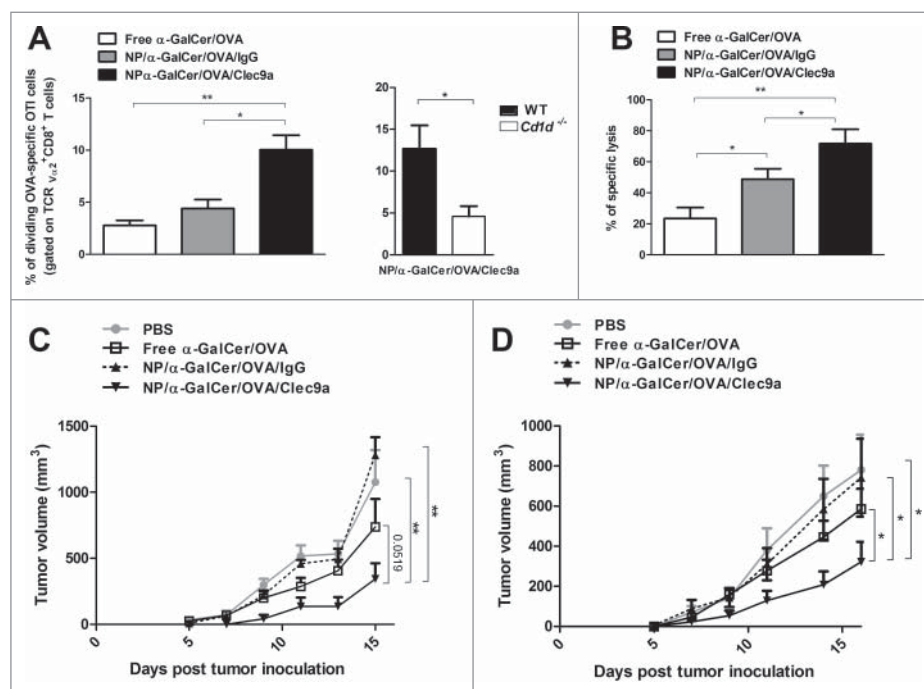 A
Free α-GalCer/OVA
NP/α-GalCer/OVA/IgG
NPα-GalCer/OVA/Clec9a
% of dividing OVA-specific OTI cells
(gated on TCR Vα2+CD8+ T cells)
15
10
5
0
**
*
20
15
10
5
0
*
WT
Cd1d -/-
NP/α-GalCer/OVA/Clec9a
B
Free α-GalCer/OVA
NP/α-GalCer/OVA/IgG
NP/α-GalCer/OVA/Clec9a
% of specific lysis
100
80
60
40
20
0
**
*
*
C
PBS
Free α-GalCer/OVA
NP/α-GalCer/OVA/IgG
NP/α-GalCer/OVA/Clec9a
Tumor volume (mm3)
1500
1000
500
0
0
5
10
15
Days post tumor inoculation
0.0519
**
**
D
PBS
Free α-GalCer/OVA
NP/α-GalCer/OVA/IgG
NP/α-GalCer/OVA/Clec9a
Tumor volume (mm3)
1000
800
600
400
200
0
0
5
10
15
Days post tumor inoculation
*
*
*